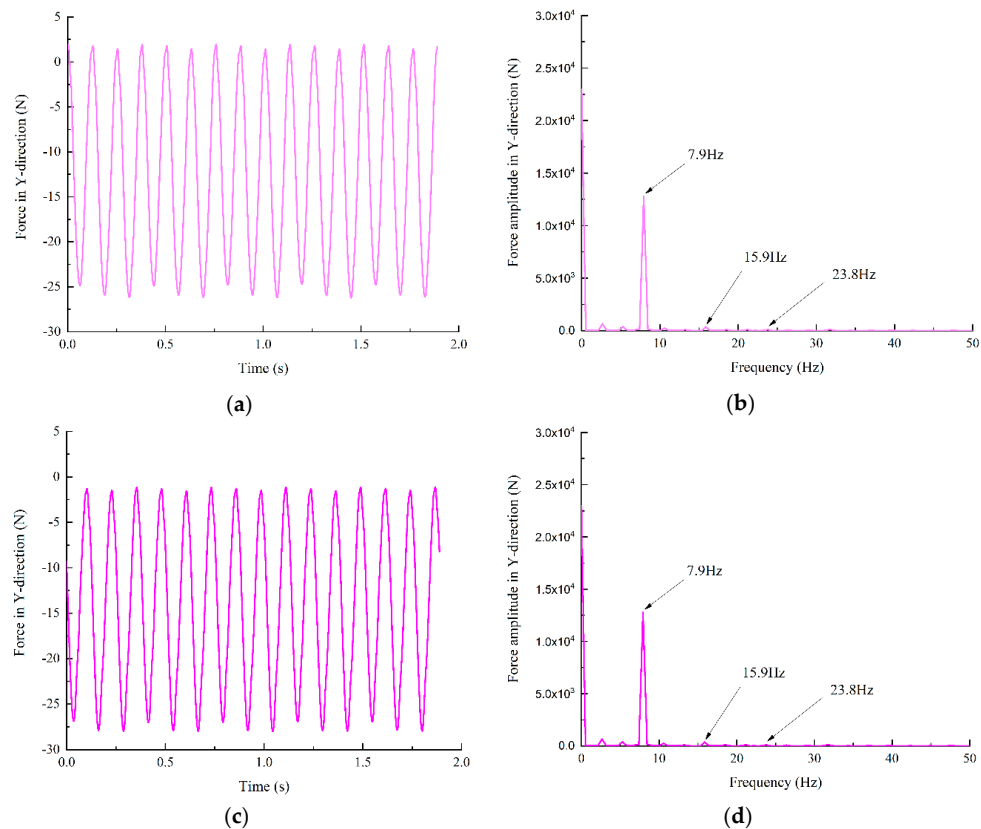 5
0
-5
-10
-15
-20
-25
-30
Force in Y-direction (N)
0.0 0.5 1.0 1.5 2.0
Time (s)
(a)
3.0x10⁴
2.5x10⁴
2.0x10⁴
1.5x10⁴
1.0x10⁴
5.0x10³
0.0
Force amplitude in Y-direction (N)
7.9Hz
15.9Hz
23.8Hz
0 10 20 30 40 50
Frequency (Hz)
(b)
5
0
-5
-10
-15
-20
-25
-30
Force in Y-direction (N)
0.0 0.5 1.0 1.5 2.0
Time (s)
(c)
3.0x10⁴
2.5x10⁴
2.0x10⁴
1.5x10⁴
1.0x10⁴
5.0x10³
0.0
Force amplitude in Y-direction (N)
7.9Hz
15.9Hz
23.8Hz
0 10 20 30 40 50
Frequency (Hz)
(d)